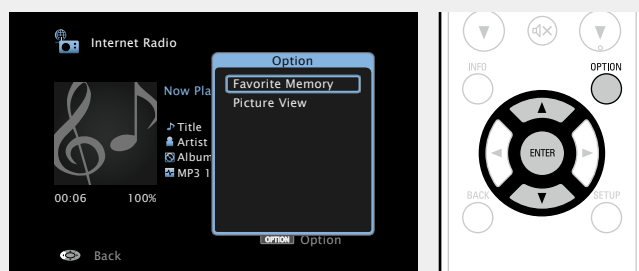 Internet Radio
Option
Now Pla
Favorite Memory
Picture View
Title
Artist
Album
MP3 1
00:06 100%
OPTION Option
Back
INFO OPTION
ENTER
BACK SETUP